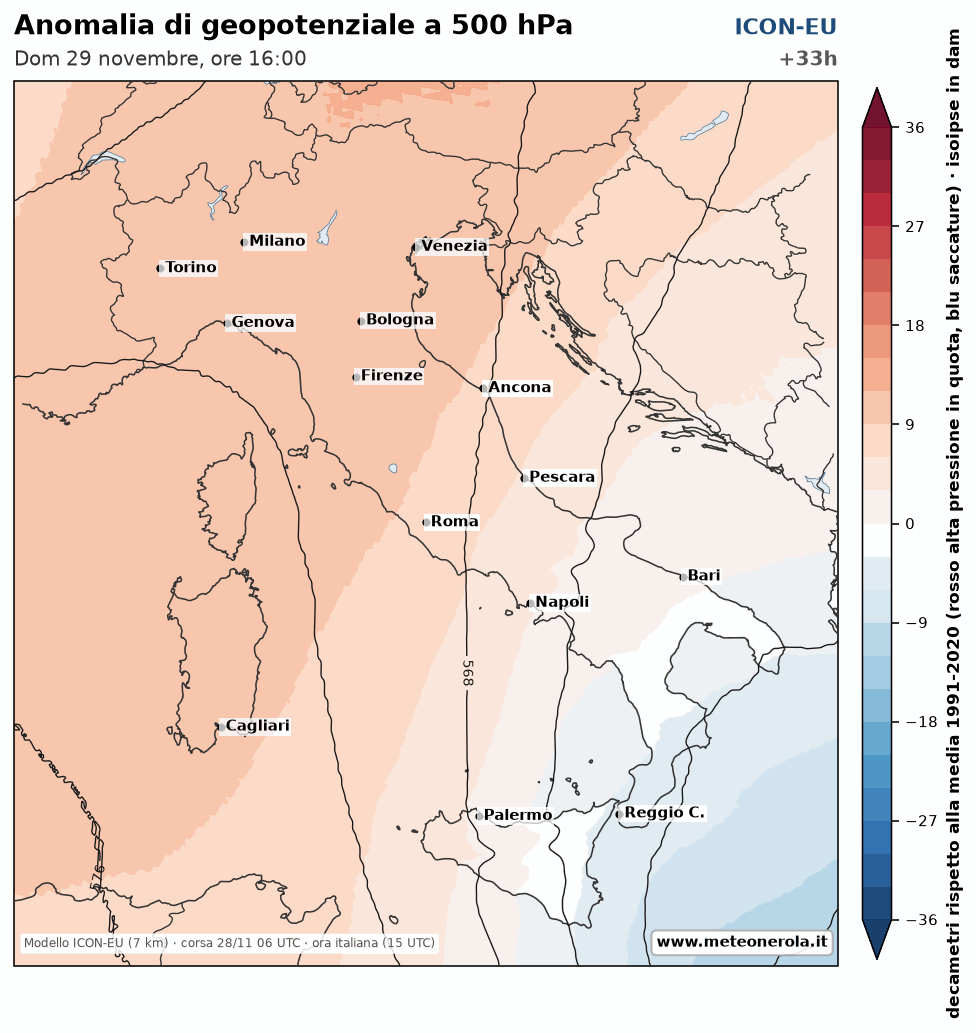 Anomalia di geopotenziale a 500 hPa
ICON-EU
Dom 29 novembre, ore 16:00
+33h
Milano
Venezia
Torino
Genova
Bologna
Firenze
Ancona
Pescara
Roma
Bari
Napoli
568
Cagliari
Palermo
Reggio C.
576
Modello ICON-EU (7 km) · corsa 28/11 06 UTC · ora italiana (15 UTC)
www.meteonerola.it
36
27
18
9
0
−9
−18
−27
−36
decametri rispetto alla media 1991-2020 (rosso alta pressione in quota, blu saccature) · isoipse in dam